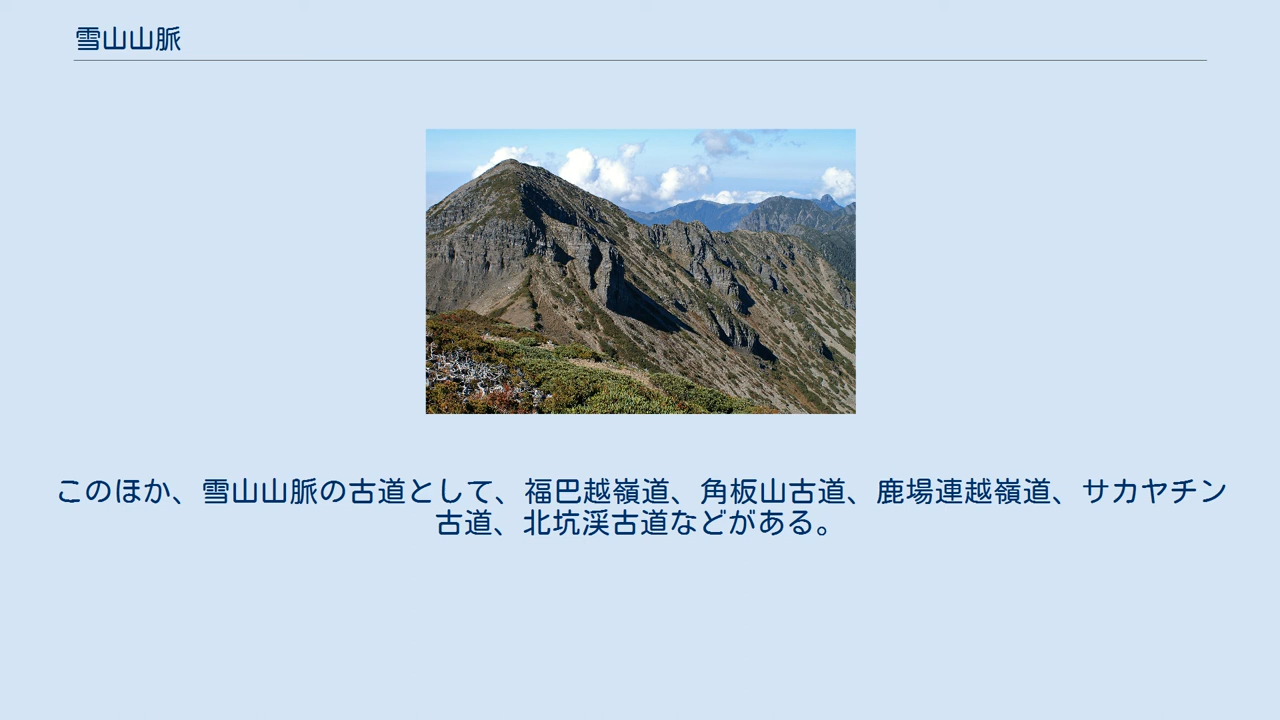 雪山山脈
このほか、雪山山脈の古道として、福巴越嶺道、角板山古道、鹿場連越嶺道、サカヤチン
古道、北坑渓古道などがある。